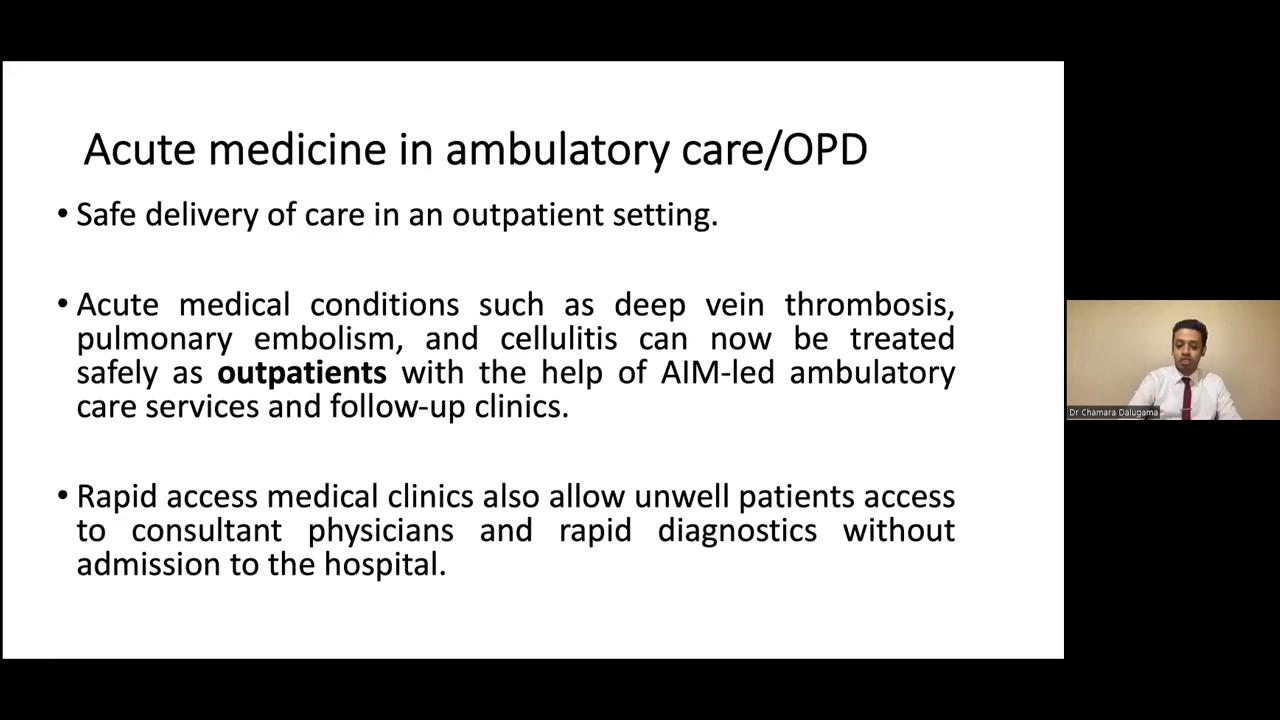 Acute medicine in ambulatory care/OPD
• Safe delivery of care in an outpatient setting.
• Acute medical conditions such as deep vein thrombosis,
pulmonary embolism, and cellulitis can now be treated
safely as outpatients with the help of AIM-led ambulatory
care services and follow-up clinics.
• Rapid access medical clinics also allow unwell patients access
to consultant physicians and rapid diagnostics without
admission to the hospital.
Dr Chamara Dalugama